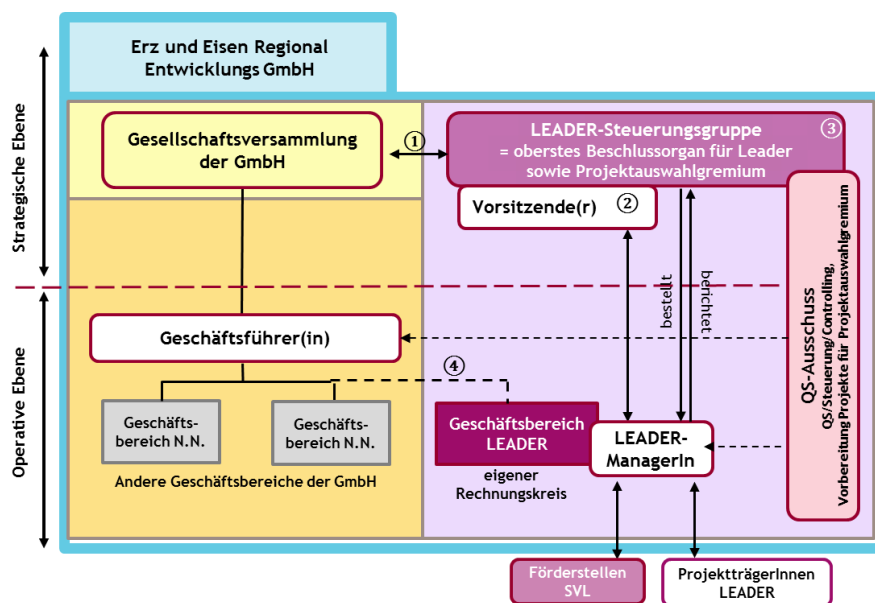 Erz und Eisen Regional
Entwicklungs GmbH
Strategische Ebene
Gesellschaftsversammlung
der GmbH
①
LEADER-Steuerungsgruppe
③
= oberstes Beschlussorgan für Leader
sowie Projektauswahlgremium
Vorsitzende(r)
②
bestellt
berichtet
QS-Ausschuss
QS/Steuerung/Controlling,
Vorbereitung Projekte für Projektauswahlgremium
Operative Ebene
Geschäftsführer(in)
④
Geschäfts-
bereich N.N.
Geschäfts-
bereich N.N.
Andere Geschäftsbereiche der GmbH
Geschäftsbereich
LEADER
eigener
Rechnungskreis
LEADER-
ManagerIn
Förderstellen
SVL
ProjektträgerInnen
LEADER